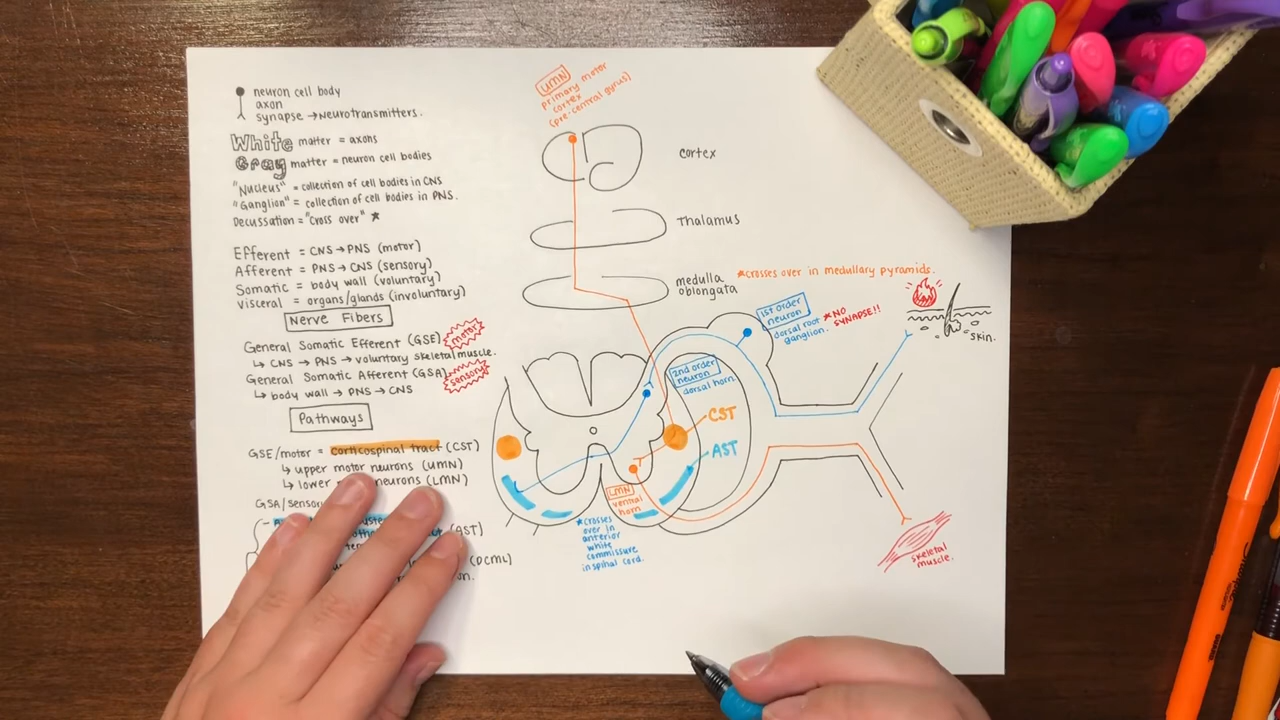 neuron cell body
axon
synapse → Neurotransmitters.
White matter = axons
Gray matter = neuron cell bodies
"Nucleus" = collection of cell bodies in CNS
"Ganglion" = collection of cell bodies in PNS.
Decussation = "Cross over" *
Efferent = CNS → PNS (motor)
Afferent = PNS → CNS (sensory)
Somatic = body wall (voluntary)
Visceral = organs/glands (involuntary)
Nerve Fibers
General Somatic Efferent (GSE) motor
↳ CNS → PNS → voluntary skeletal muscle.
General Somatic Afferent (GSA) sensory
↳ body wall → PNS → CNS
Pathways
GSE/motor = corticospinal tract (CST)
↳ upper motor neurons (UMN)
↳ lower neurons (LMN)
GSA/sensory
(AST)
(DCML)
UMN
primary motor
cortex
(pre-central gyrus)
cortex
Thalamus
medulla
oblongata
*crosses over in medullary pyramids.
1st order
neuron
dorsal root
ganglion.
*NO
SYNAPSE!!
skin.
2nd order
neuron
dorsal horn.
CST
AST
LMN
ventral
horn
*crosses
over in
anterior
white
commissure
in spinal cord.
skeletal
muscle.